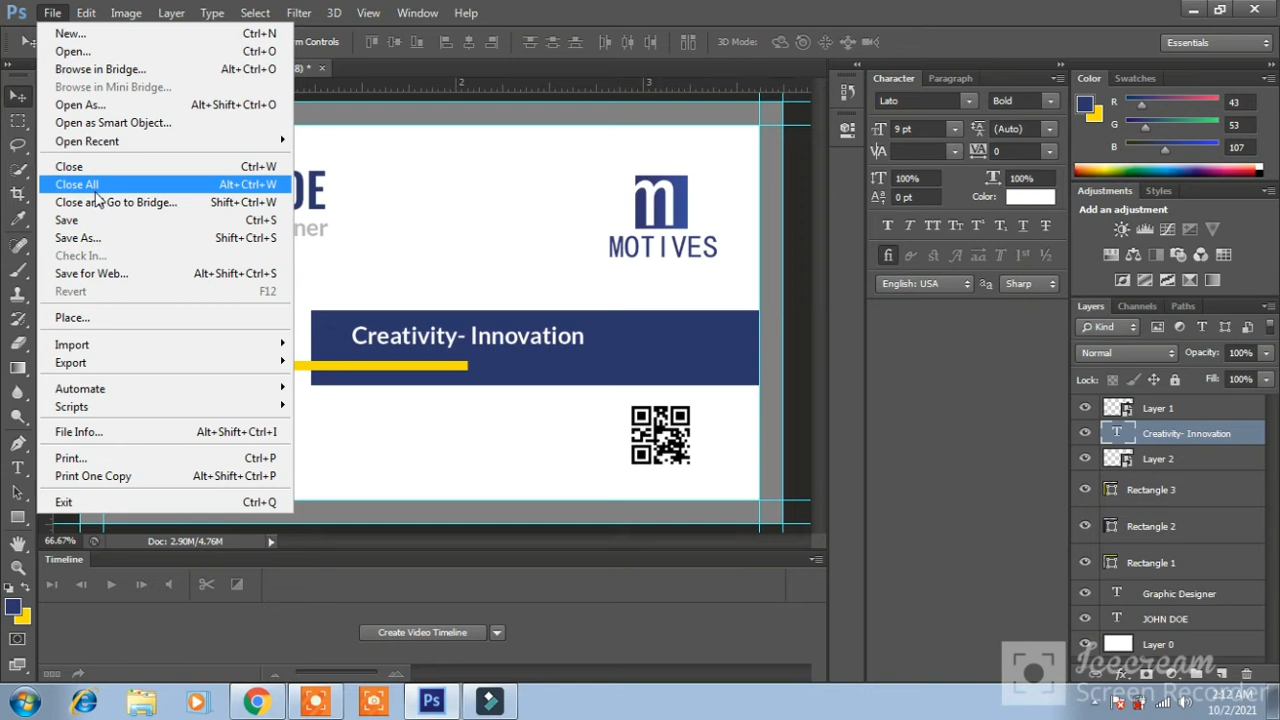 Ps File Edit Image Layer Type Select Filter 3D View Window Help
New... Ctrl+N
Open... Ctrl+O
Browse in Bridge... Alt+Ctrl+O
Browse in Mini Bridge...
Open As... Alt+Shift+Ctrl+O
Open as Smart Object...
Open Recent
Close Ctrl+W
Close All Alt+Ctrl+W
Close and Go to Bridge... Shift+Ctrl+W
Save Ctrl+S
Save As... Shift+Ctrl+S
Check In...
Save for Web... Alt+Shift+Ctrl+S
Revert F12
Place...
Import
Export
Automate
Scripts
File Info... Alt+Shift+Ctrl+I
Print... Ctrl+P
Print One Copy Alt+Shift+Ctrl+P
Exit Ctrl+Q
Controls 3D Mode: Essentials
8) * ×
2 3
m
MOTIVES
Creativity- Innovation
66.67% Doc: 2.90M/4.76M
Timeline
Create Video Timeline
Character Paragraph
Lato Bold
9 pt (Auto)
0
100% 100%
0 pt Color:
English: USA Sharp
Color Swatches
R 43
G 53
B 107
Adjustments Styles
Layers Channels Paths
Kind
Normal Opacity: 100%
Lock: Fill: 100%
Layer 1
Creativity- Innovation
Layer 2
Rectangle 3
Rectangle 2
Rectangle 1
Graphic Designer
JOHN DOE
Layer 0
Icecream
Screen Recorder
Ps
2:12 AM
10/2/2021